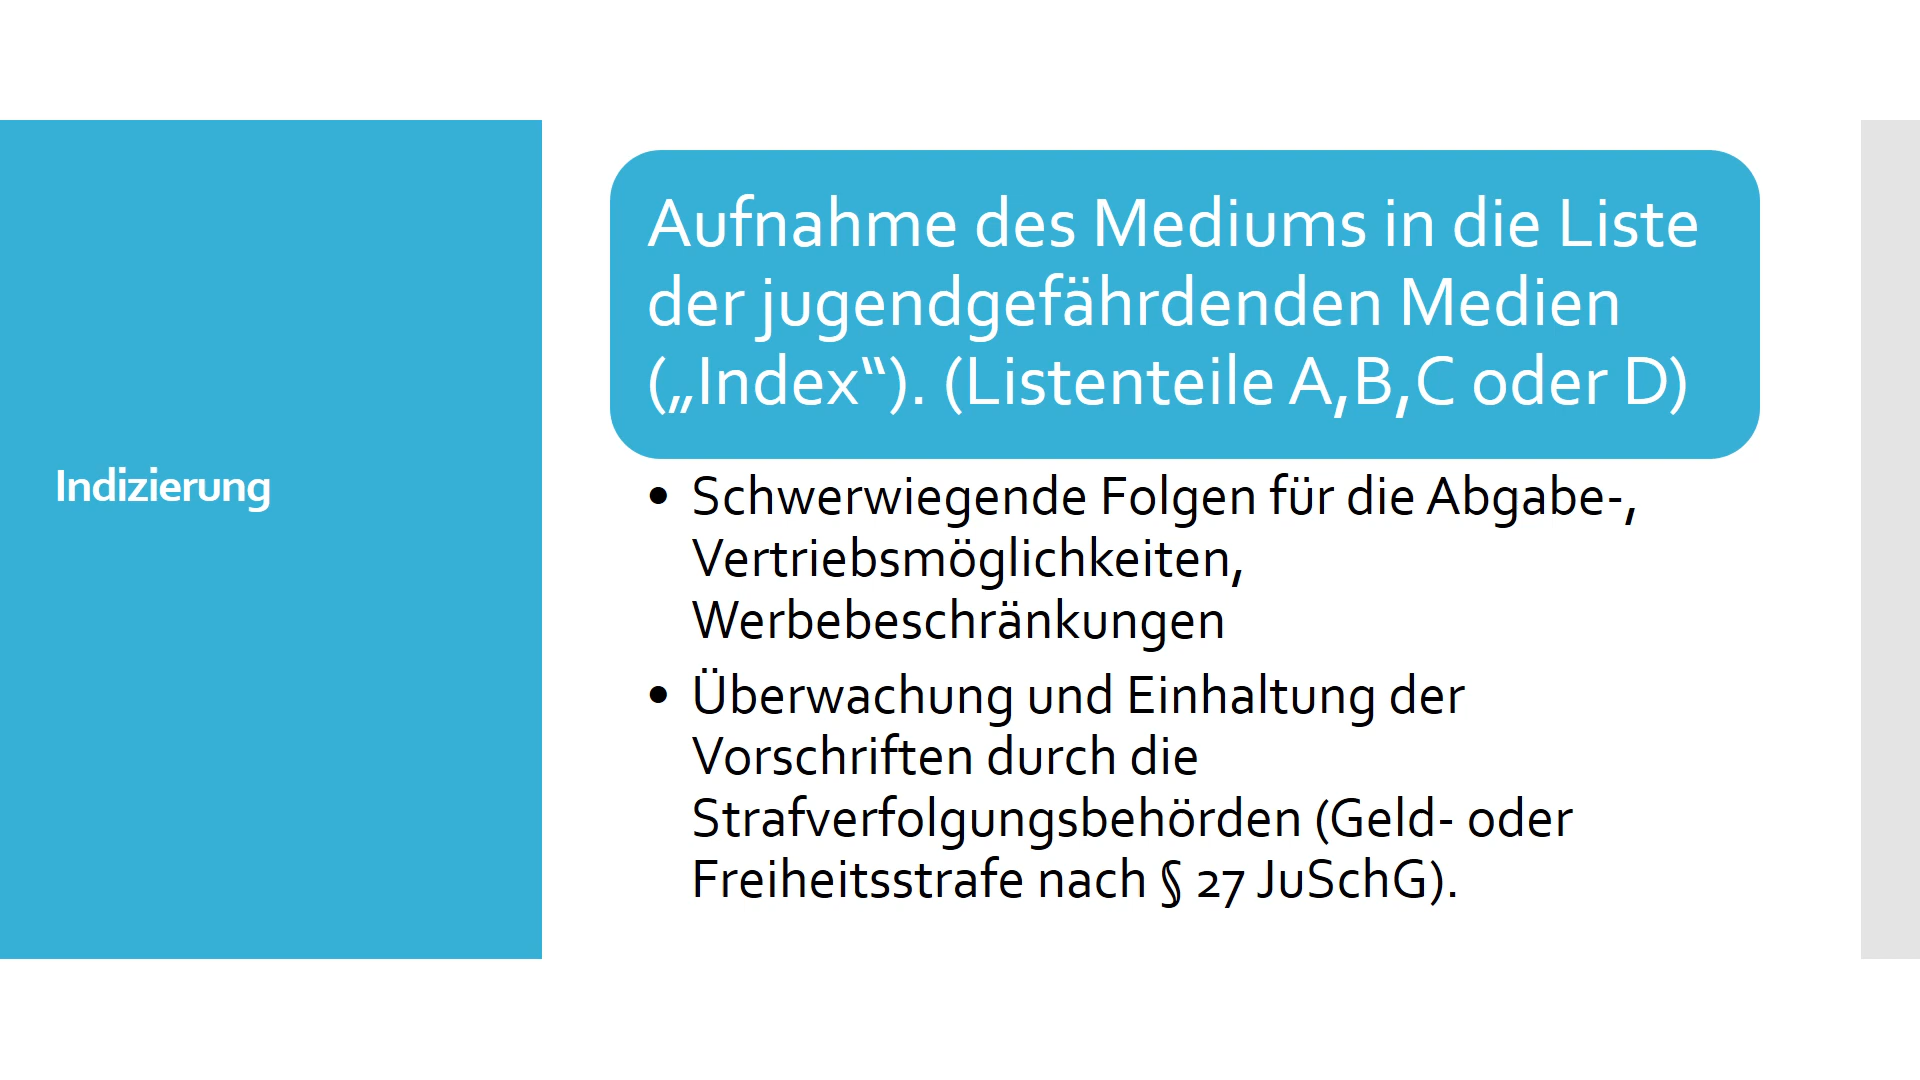 Indizierung
Aufnahme des Mediums in die Liste
der jugendgefährdenden Medien
(„Index“). (Listenteile A,B,C oder D)
• Schwerwiegende Folgen für die Abgabe-,
Vertriebsmöglichkeiten,
Werbebeschränkungen
• Überwachung und Einhaltung der
Vorschriften durch die
Strafverfolgungsbehörden (Geld- oder
Freiheitsstrafe nach § 27 JuSchG).